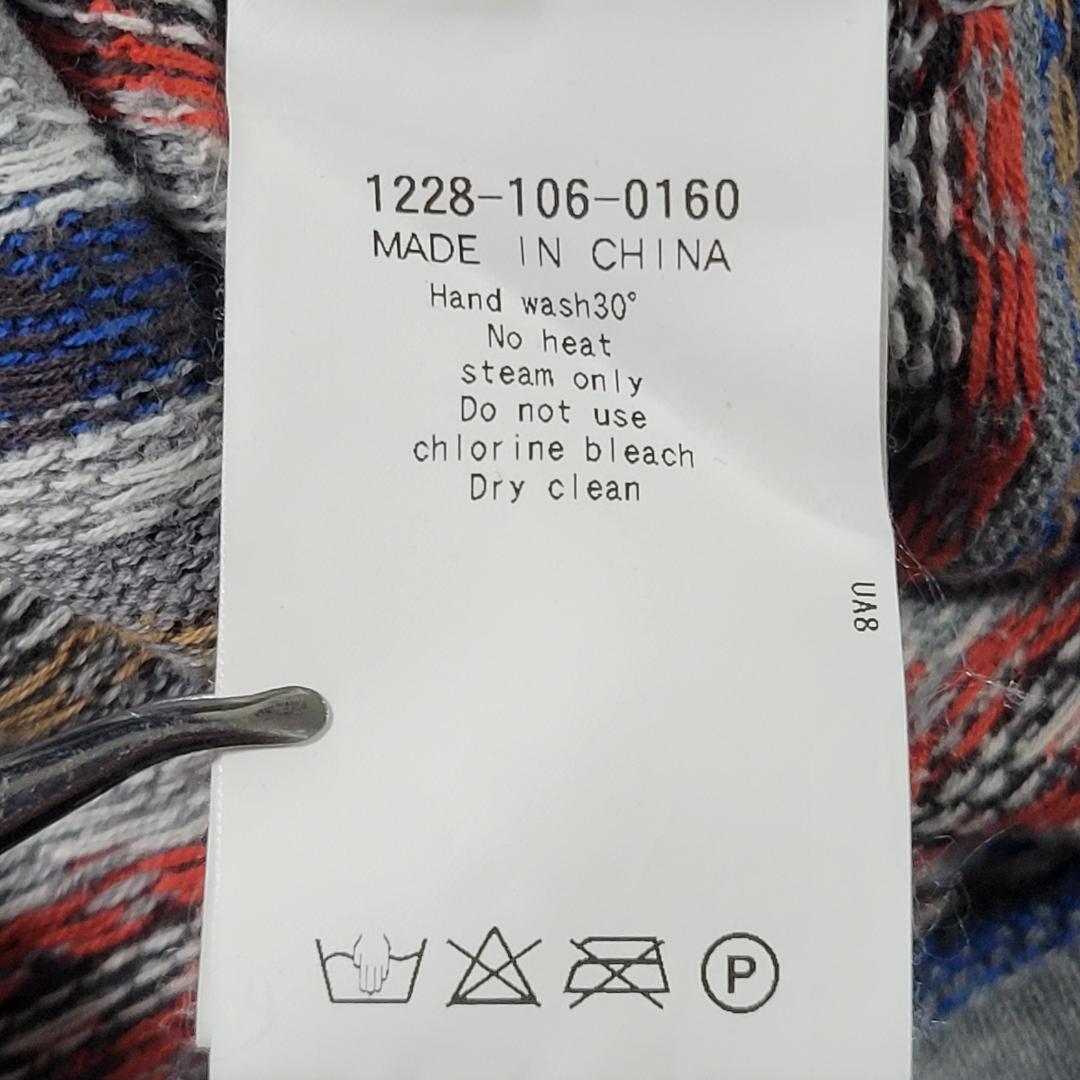 1228-106-0160
MADE IN CHINA
Hand wash30°
No heat
steam only
Do not use
chlorine bleach
Dry clean
UA8
P